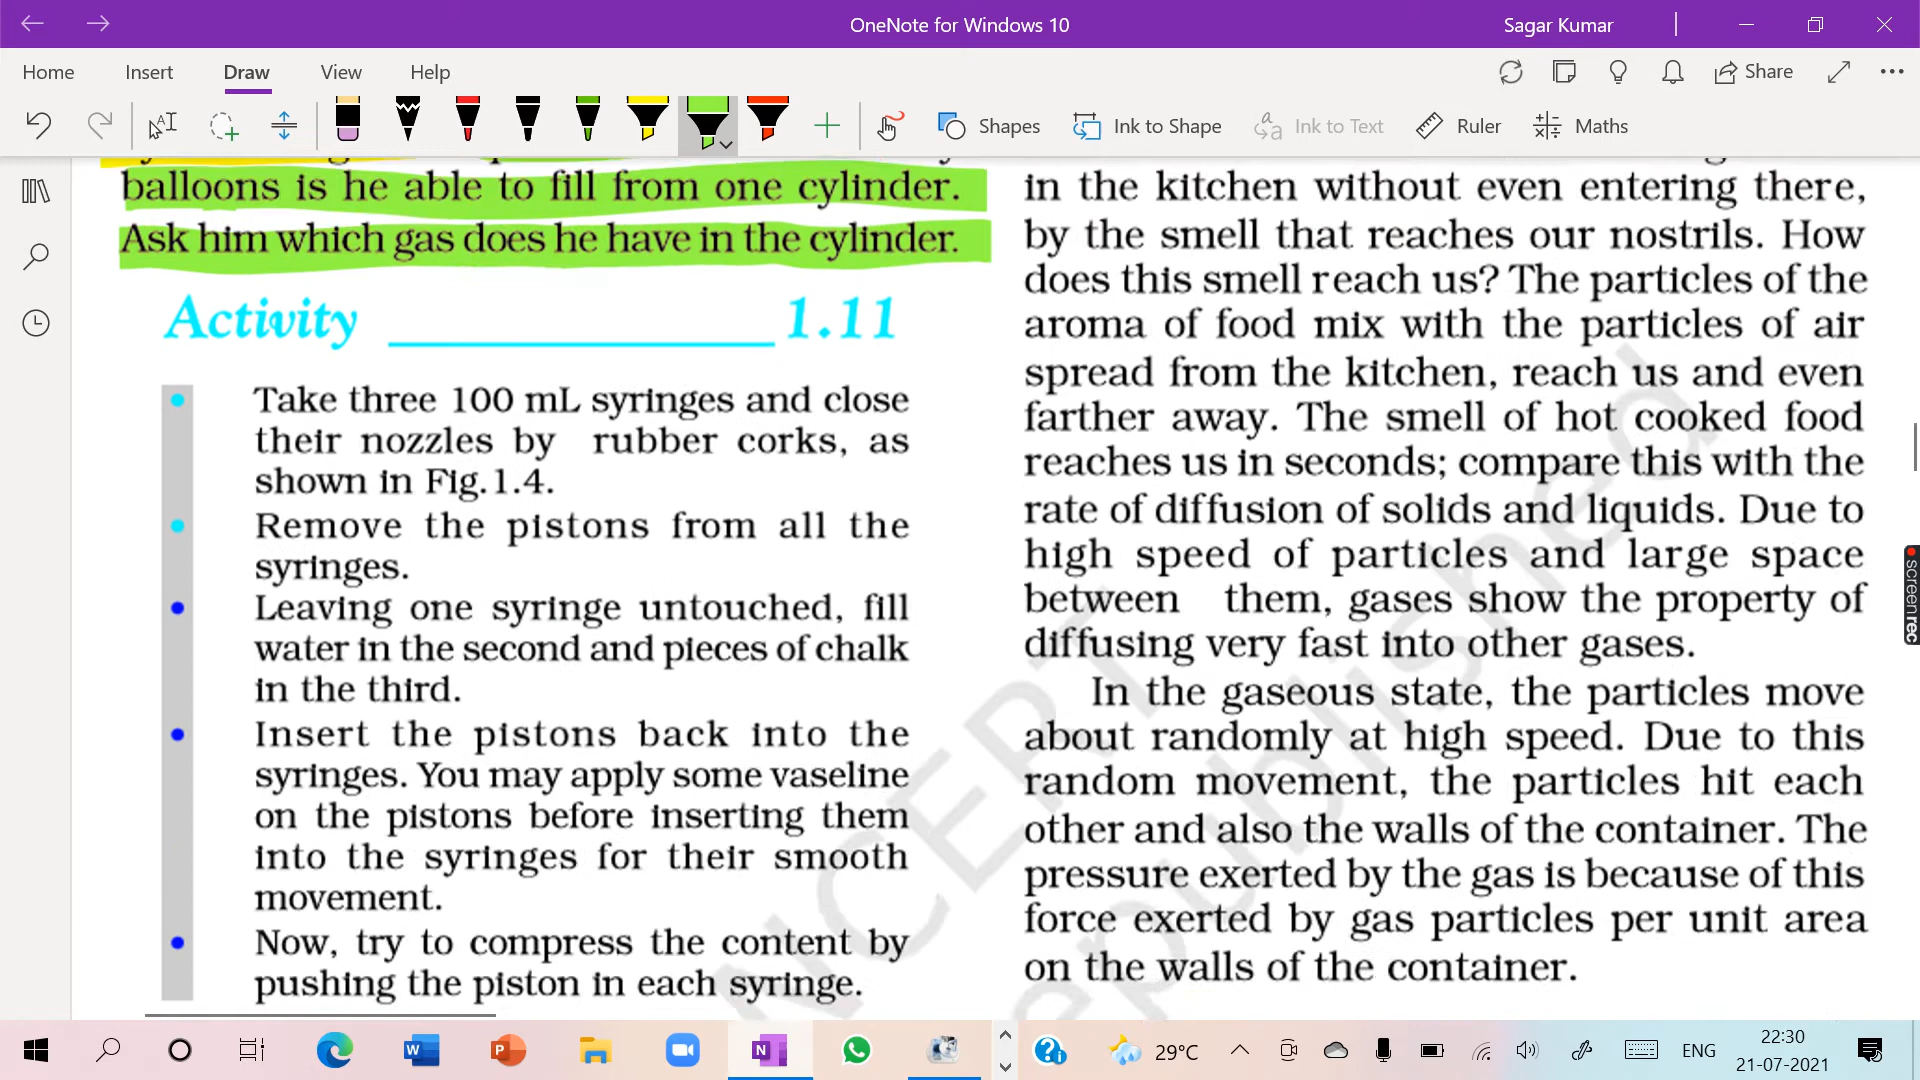 OneNote for Windows 10
Sagar Kumar
Home Insert Draw View Help
Share
Shapes
Ink to Shape
Ink to Text
Ruler
Maths
balloons is he able to fill from one cylinder.
Ask him which gas does he have in the cylinder.
Activity 1.11
Take three 100 mL syringes and close
their nozzles by rubber corks, as
shown in Fig.1.4.
Remove the pistons from all the
syringes.
Leaving one syringe untouched, fill
water in the second and pieces of chalk
in the third.
Insert the pistons back into the
syringes. You may apply some vaseline
on the pistons before inserting them
into the syringes for their smooth
movement.
Now, try to compress the content by
pushing the piston in each syringe.
in the kitchen without even entering there,
by the smell that reaches our nostrils. How
does this smell reach us? The particles of the
aroma of food mix with the particles of air
spread from the kitchen, reach us and even
farther away. The smell of hot cooked food
reaches us in seconds; compare this with the
rate of diffusion of solids and liquids. Due to
high speed of particles and large space
between them, gases show the property of
diffusing very fast into other gases.
In the gaseous state, the particles move
about randomly at high speed. Due to this
random movement, the particles hit each
other and also the walls of the container. The
pressure exerted by the gas is because of this
force exerted by gas particles per unit area
on the walls of the container.
NCERT
republished
screenrec
29°C
ENG
22:30
21-07-2021